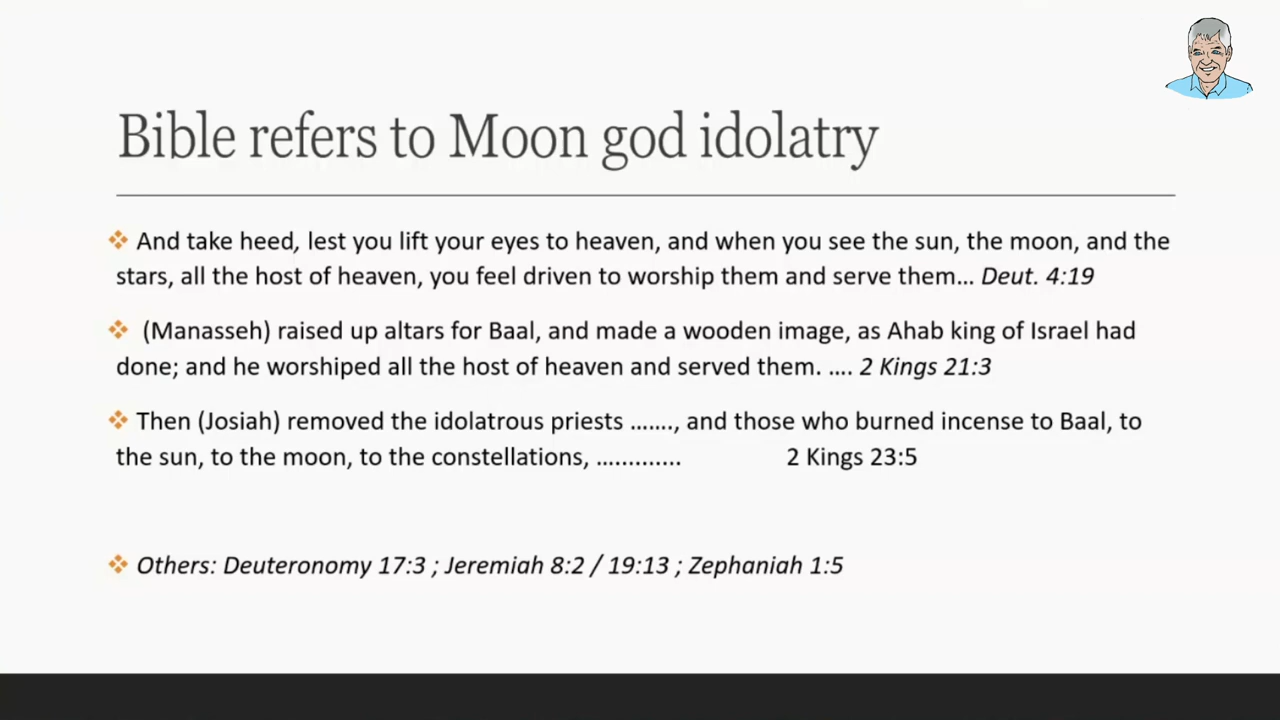 Bible refers to Moon god idolatry
And take heed, lest you lift your eyes to heaven, and when you see the sun, the moon, and the
stars, all the host of heaven, you feel driven to worship them and serve them... Deut. 4:19
(Manasseh) raised up altars for Baal, and made a wooden image, as Ahab king of Israel had
done; and he worshiped all the host of heaven and served them. .... 2 Kings 21:3
Then (Josiah) removed the idolatrous priests ......., and those who burned incense to Baal, to
the sun, to the moon, to the constellations, ............. 2 Kings 23:5
Others: Deuteronomy 17:3 ; Jeremiah 8:2 / 19:13 ; Zephaniah 1:5